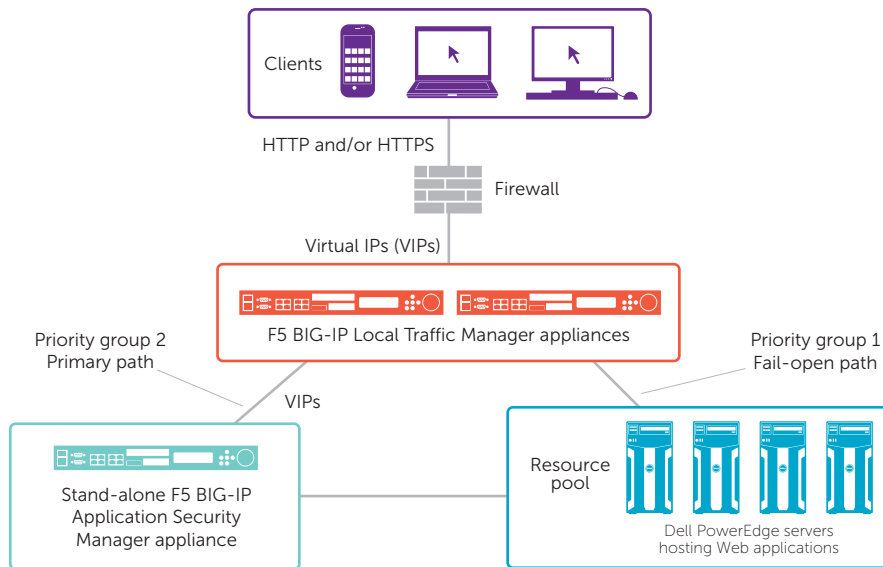 Clients
HTTP and/or HTTPS
Firewall
Virtual IPs (VIPs)
F5 BIG-IP Local Traffic Manager appliances
Priority group 2
Primary path
Priority group 1
Fail-open path
VIPs
Stand-alone F5 BIG-IP
Application Security
Manager appliance
Resource
pool
Dell PowerEdge servers
hosting Web applications